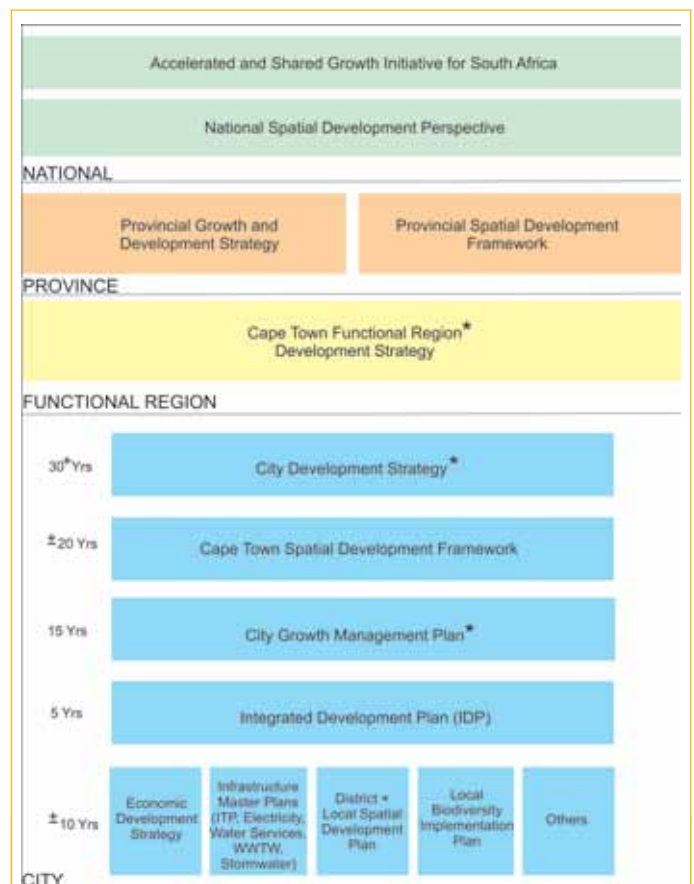 Accelerated and Shared Growth Initiative for South Africa
National Spatial Development Perspective
NATIONAL
Provincial Growth and
Development Strategy
Provincial Spatial Development
Framework
PROVINCE
Cape Town Functional Region*
Development Strategy
FUNCTIONAL REGION
30+Yrs
City Development Strategy*
±20 Yrs
Cape Town Spatial Development Framework
15 Yrs
City Growth Management Plan*
5 Yrs
Integrated Development Plan (IDP)
±10 Yrs
Economic
Development
Strategy
Infrastructure
Master Plans
(ITP, Electricity,
Water Services,
WWTW,
Stormwater)
District +
Local Spatial
Development
Plan
Local
Biodiversity
Implementation
Plan
Others
CITY